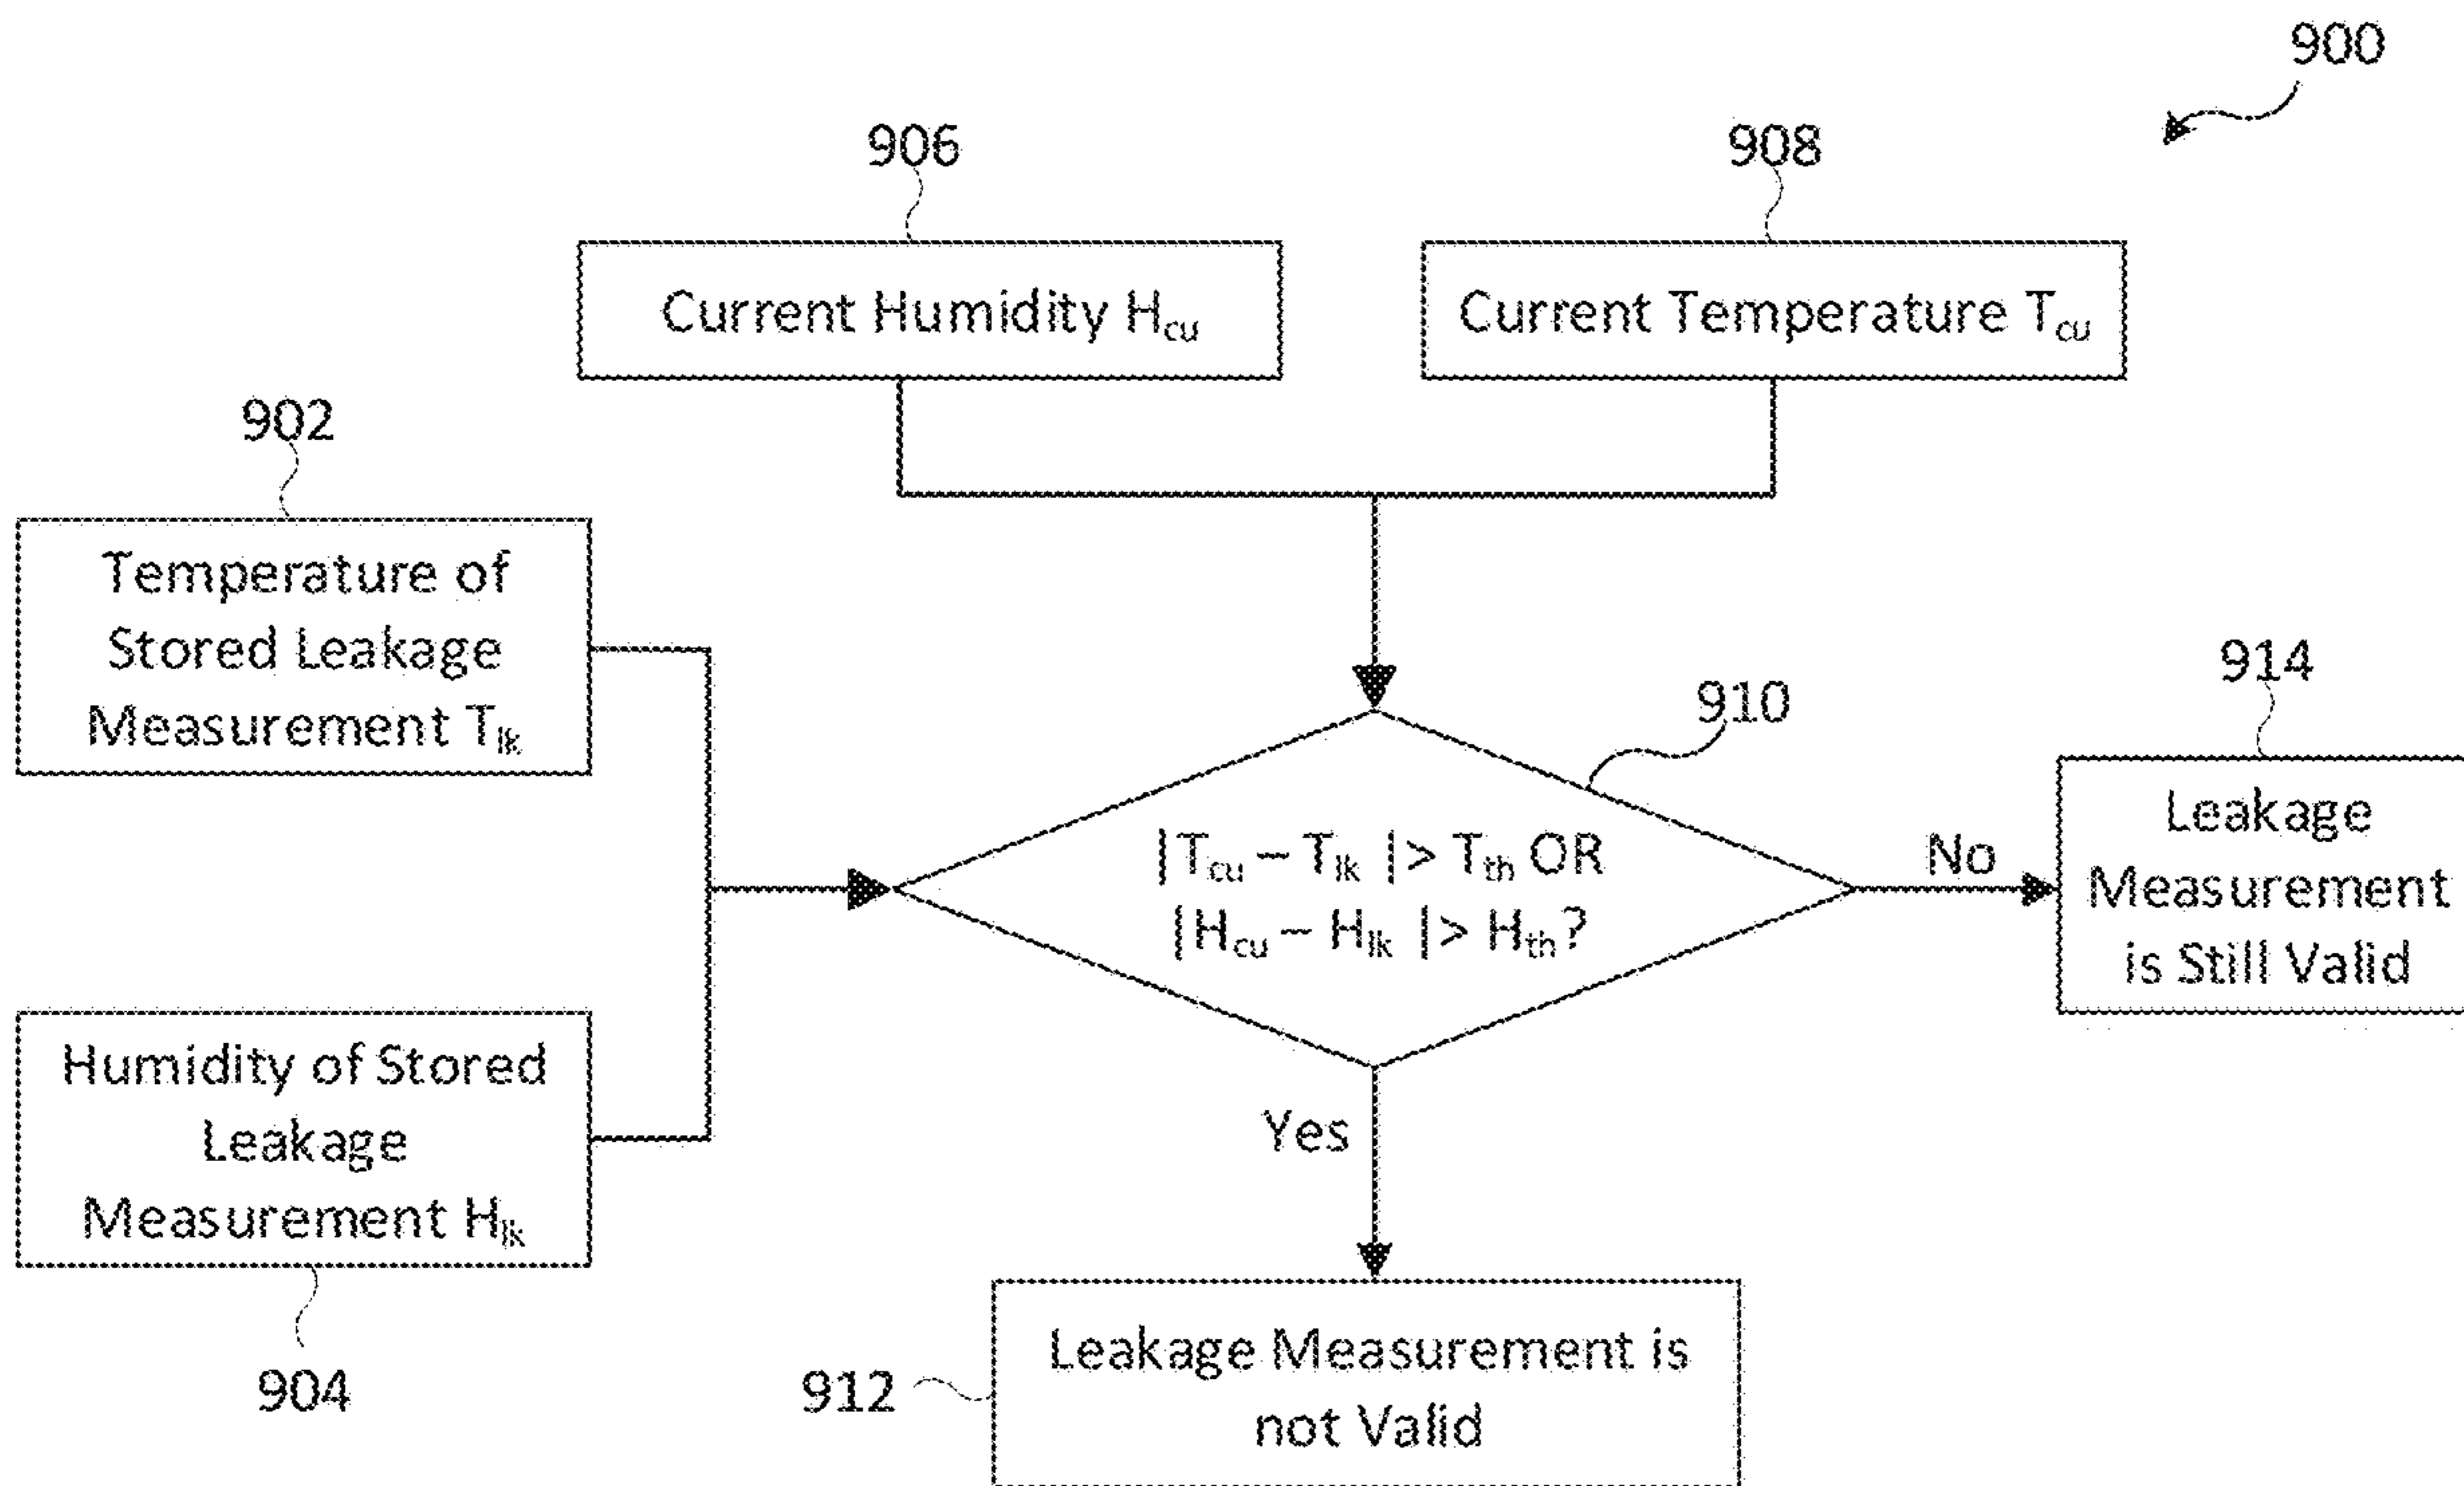 900
906
908
Current Humidity Hcu
Current Temperature Tcu
902
Temperature of
Stored Leakage
Measurement Tlk
910
914
|Tcu – Tlk |> Tth OR
|Hcu – Hlk |> Hth?
No
Leakage
Measurement
is Still Valid
Humidity of Stored
Leakage
Measurement Hlk
904
Yes
912
Leakage Measurement is
not Valid